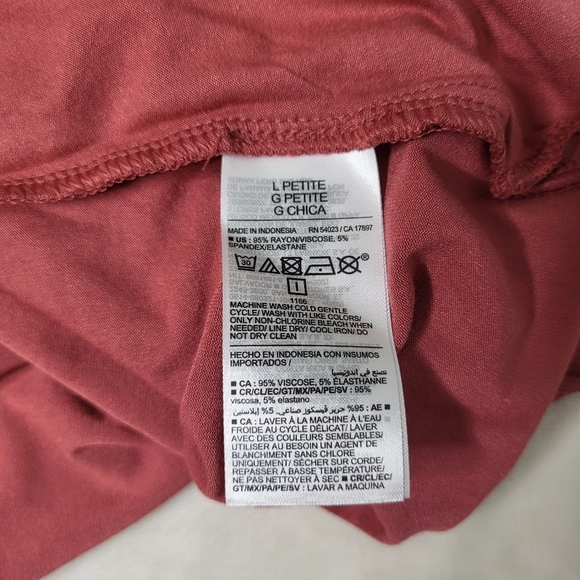 L PETITE
G PETITE
G CHICA
MADE IN INDONESIA RN 54023 / CA 17897
■ US : 95% RAYON/VISCOSE, 5%
SPANDEX/ELASTANE
30
1166
MACHINE WASH COLD GENTLE
CYCLE/ WASH WITH LIKE COLORS/
ONLY NON-CHLORINE BLEACH WHEN
NEEDED/ LINE DRY/ COOL IRON/ DO
NOT DRY CLEAN
HECHO EN INDONESIA CON INSUMOS
IMPORTADOS /
صنع في أندونيسيا
■ CA : 95% VISCOSE, 5% ÉLASTHANNE
■ CR/CL/EC/GT/MX/PA/PE/SV : 95%
viscosa, 5% elastano
■ AE : 95% حرير فيسكوز صناعي, 5% إيلاستين
■ CA : LAVER À LA MACHINE À L'EAU
FROIDE AU CYCLE DÉLICAT/ LAVER
AVEC DES COULEURS SEMBLABLES/
UTILISER AU BESOIN UN AGENT DE
BLANCHIMENT SANS CHLORE
UNIQUEMENT/ SÉCHER SUR CORDE/
REPASSER À BASSE TEMPÉRATURE/
NE PAS NETTOYER À SEC ■ CR/CL/EC/
GT/MX/PA/PE/SV : LAVAR A MAQUINA